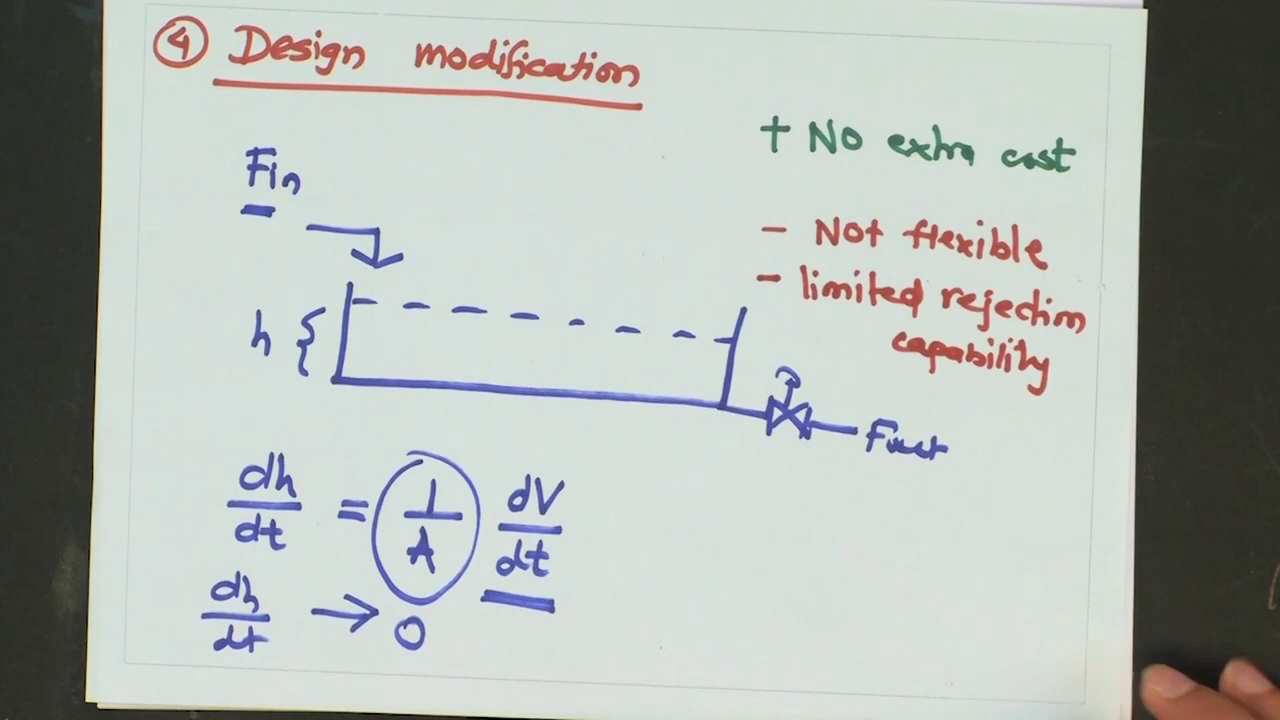 ④ Design modification
+ No extra cost
Fin
- Not flexible
- limited rejection
capability
h {
Fout
dh/dt = 1/A dV/dt
dh/dt → 0